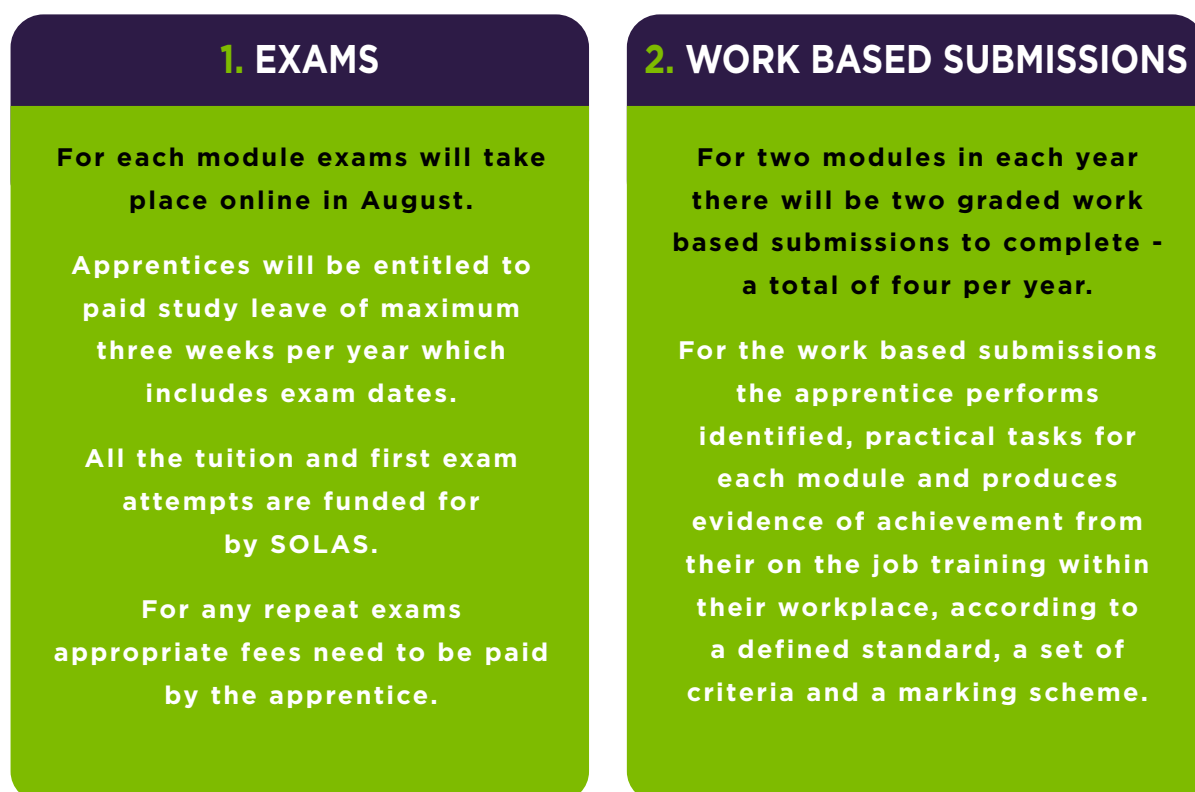 1. EXAMS
For each module exams will take
place online in August.
Apprentices will be entitled to
paid study leave of maximum
three weeks per year which
includes exam dates.
All the tuition and first exam
attempts are funded for
by SOLAS.
For any repeat exams
appropriate fees need to be paid
by the apprentice.
2. WORK BASED SUBMISSIONS
For two modules in each year
there will be two graded work
based submissions to complete -
a total of four per year.
For the work based submissions
the apprentice performs
identified, practical tasks for
each module and produces
evidence of achievement from
their on the job training within
their workplace, according to
a defined standard, a set of
criteria and a marking scheme.